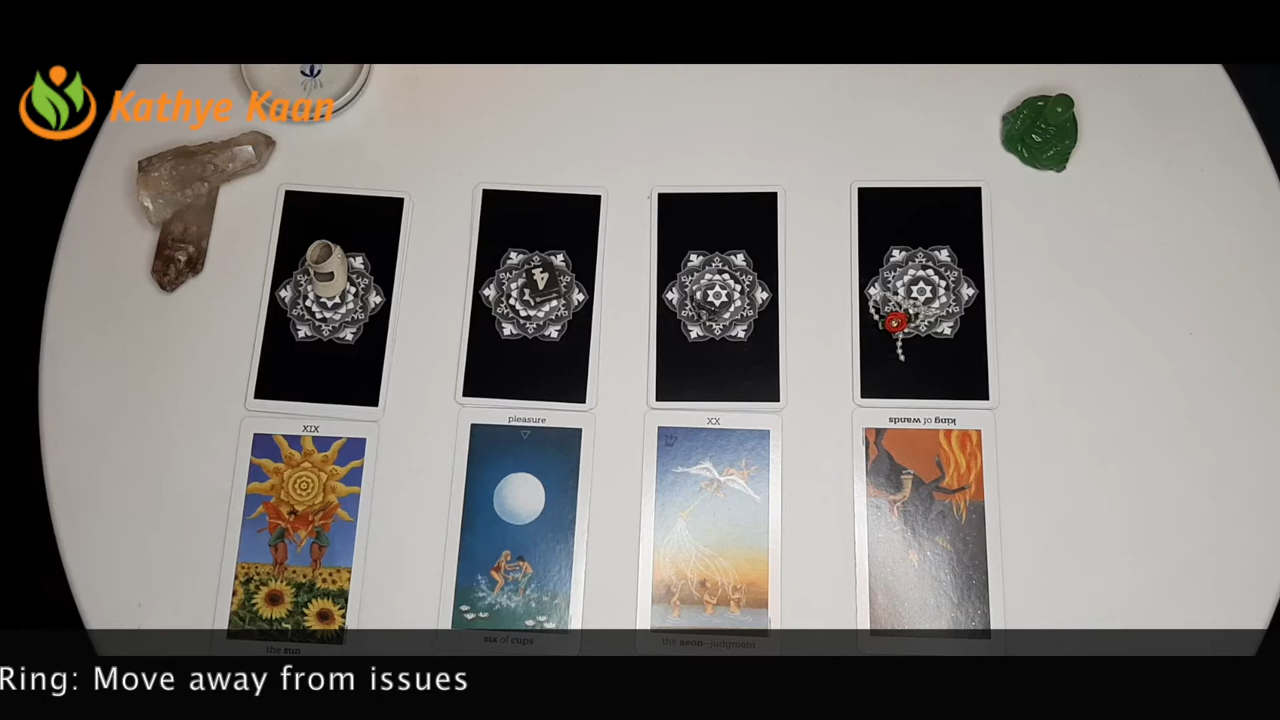 Kathye Kaan
4
XIX
pleasure
XX
king of wands
the sun
six of cups
the aeon—judgment
Ring: Move away from issues